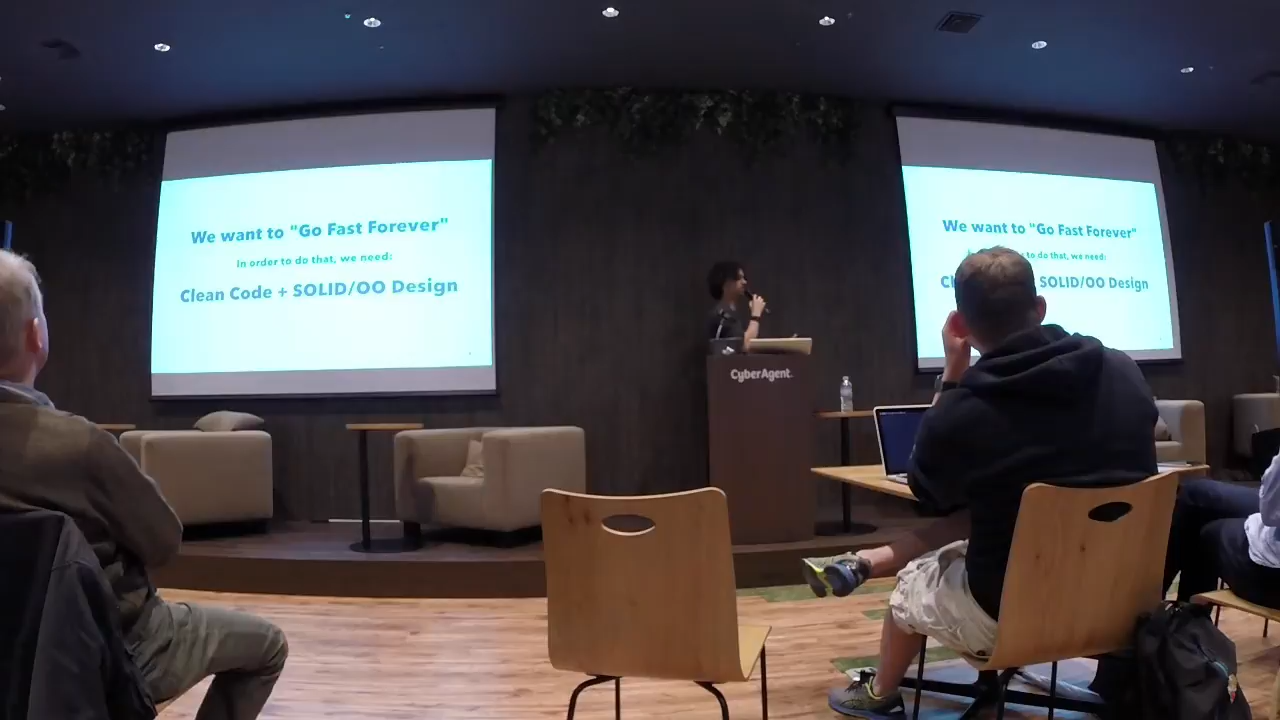 We want to "Go Fast Forever"
In order to do that, we need:
Clean Code + SOLID/OO Design
CyberAgent.
We want to "Go Fast Forever"
to do that, we need:
SOLID/OO Design